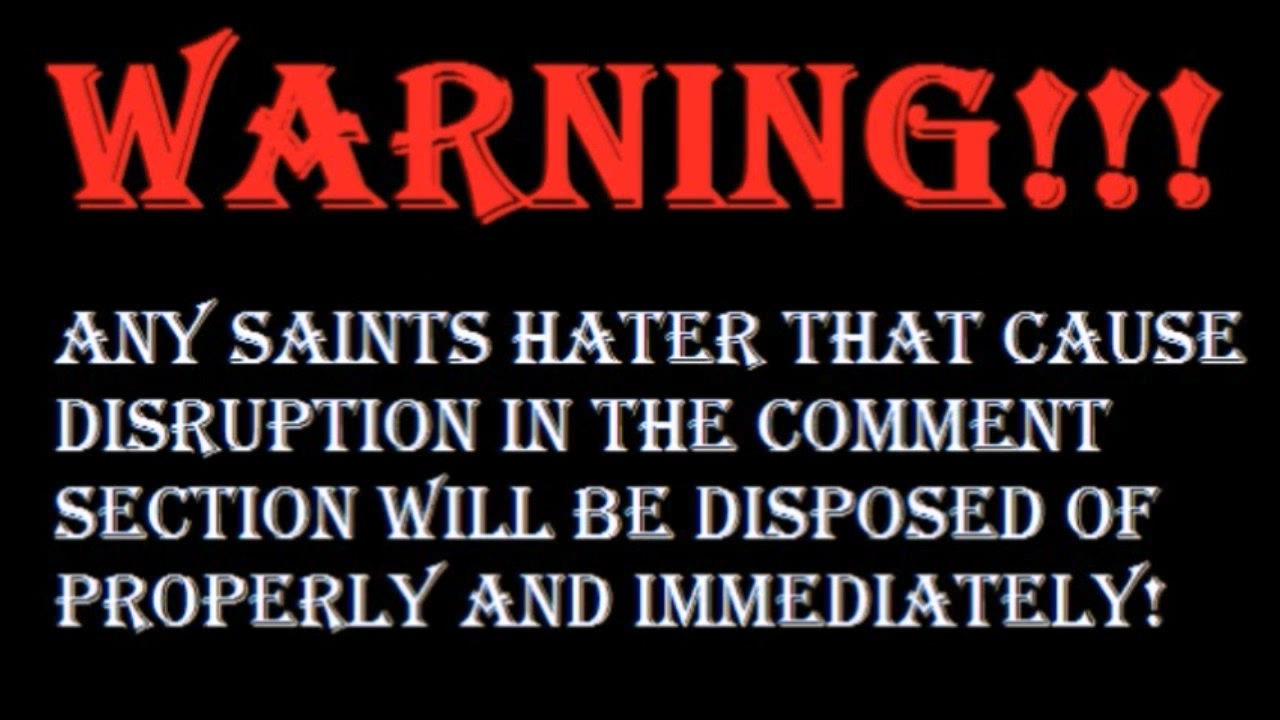 WARNING!!!
ANY SAINTS HATER THAT CAUSE
DISRUPTION IN THE COMMENT
SECTION WILL BE DISPOSED OF
PROPERLY AND IMMEDIATELY!